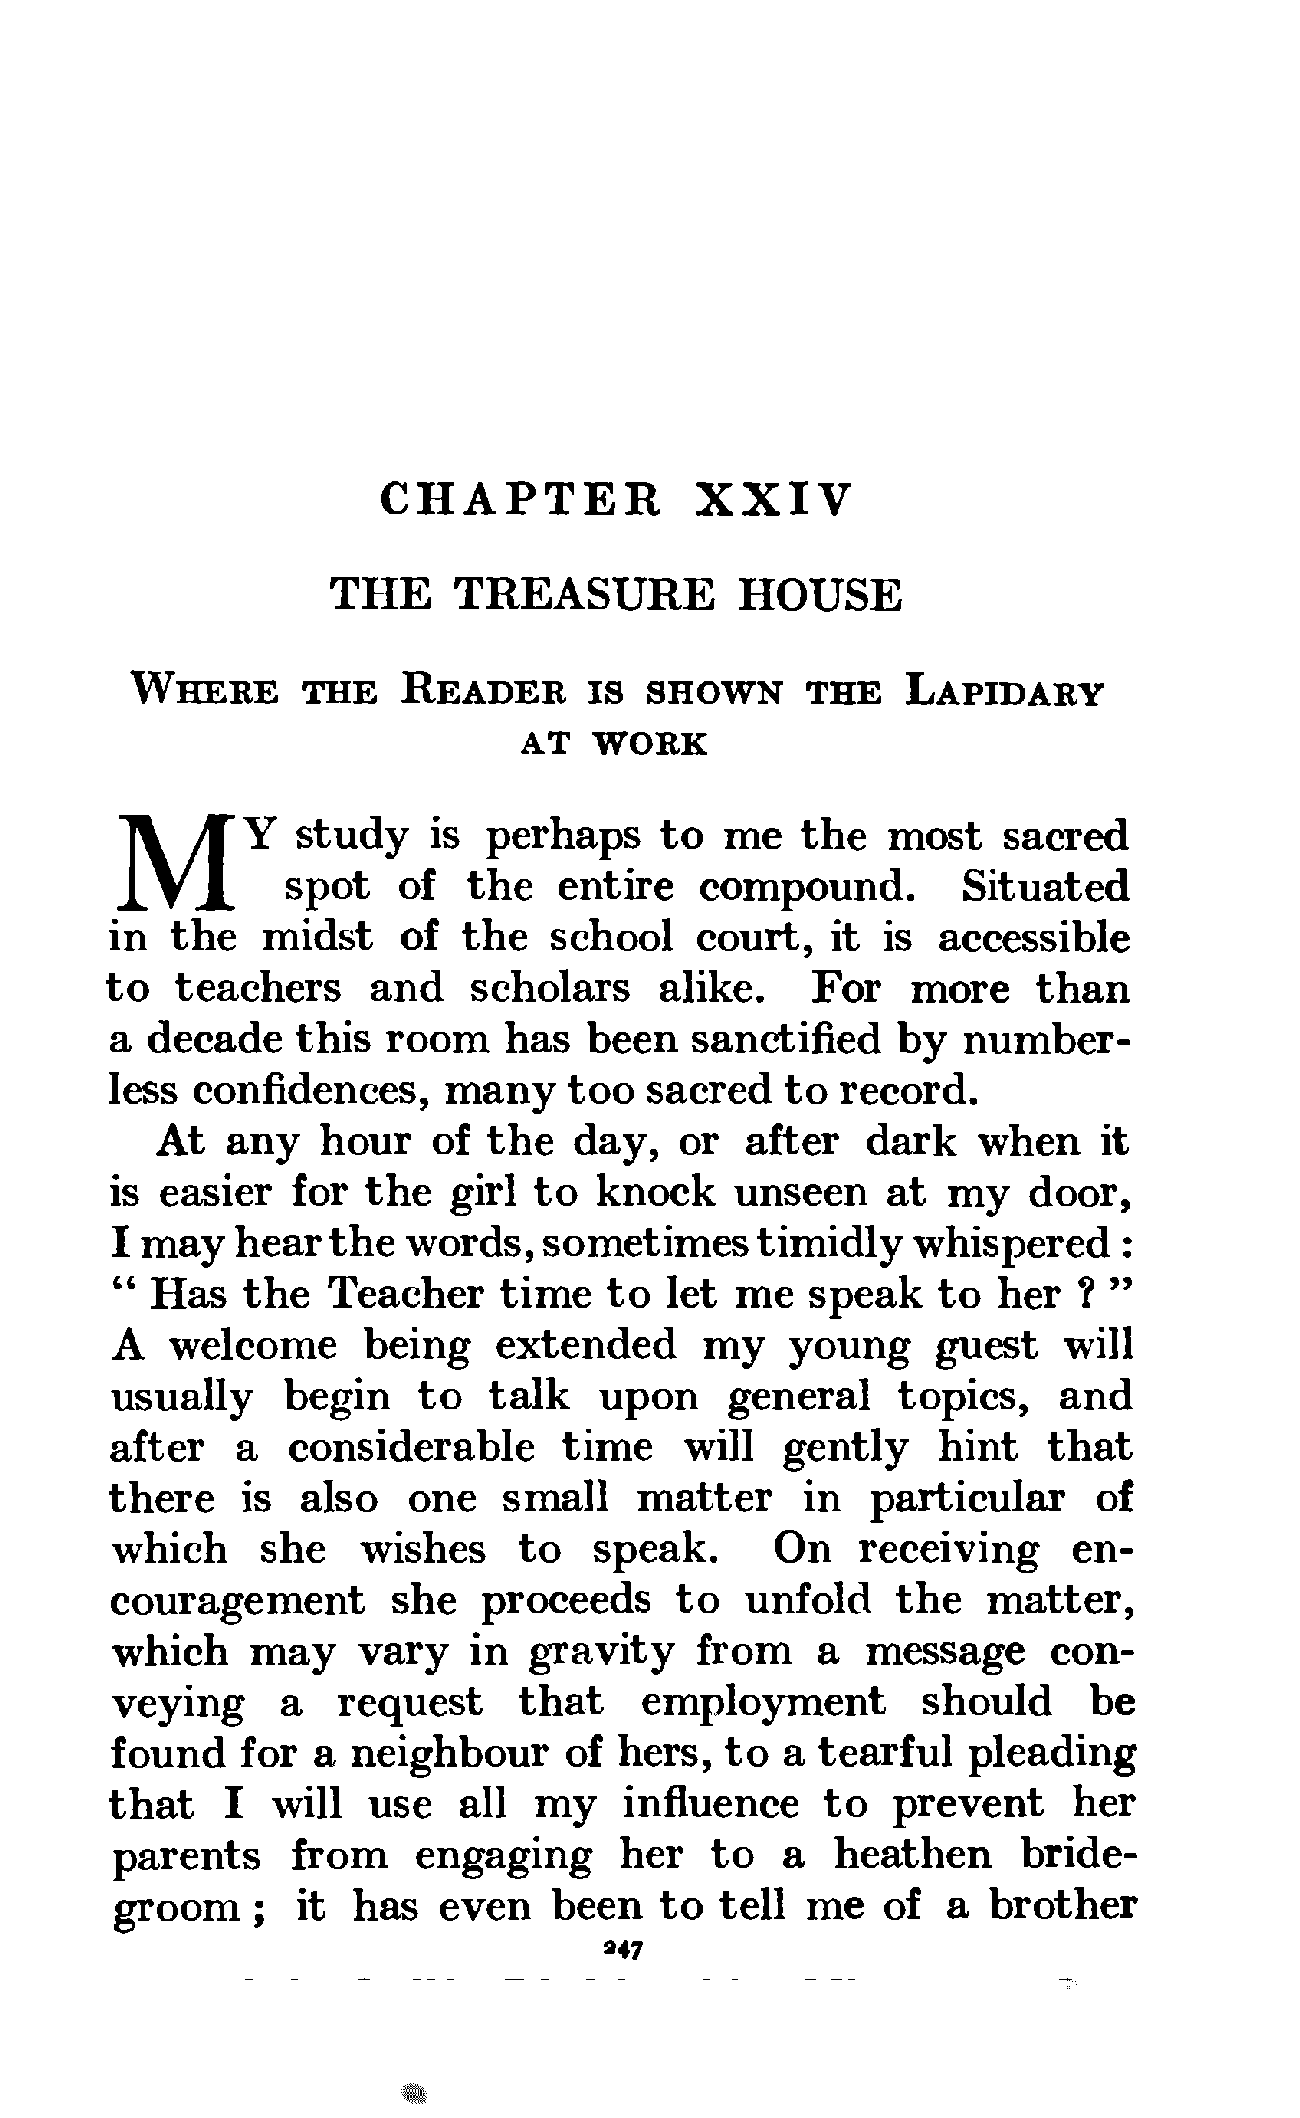 CHAPTER XXIV
THE TREASURE HOUSE
WHERE THE READER IS SHOWN THE LAPIDARY
AT WORK
MY study is perhaps to me the most sacred
spot of the entire compound. Situated
in the midst of the school court, it is accessible
to teachers and scholars alike. For more than
a decade this room has been sanctified by number-
less confidences, many too sacred to record.
At any hour of the day, or after dark when it
is easier for the girl to knock unseen at my door,
I may hear the words, sometimes timidly whispered :
“ Has the Teacher time to let me speak to her ? ”
A welcome being extended my young guest will
usually begin to talk upon general topics, and
after a considerable time will gently hint that
there is also one small matter in particular of
which she wishes to speak. On receiving en-
couragement she proceeds to unfold the matter,
which may vary in gravity from a message con-
veying a request that employment should be
found for a neighbour of hers, to a tearful pleading
that I will use all my influence to prevent her
parents from engaging her to a heathen bride-
groom ; it has even been to tell me of a brother
247